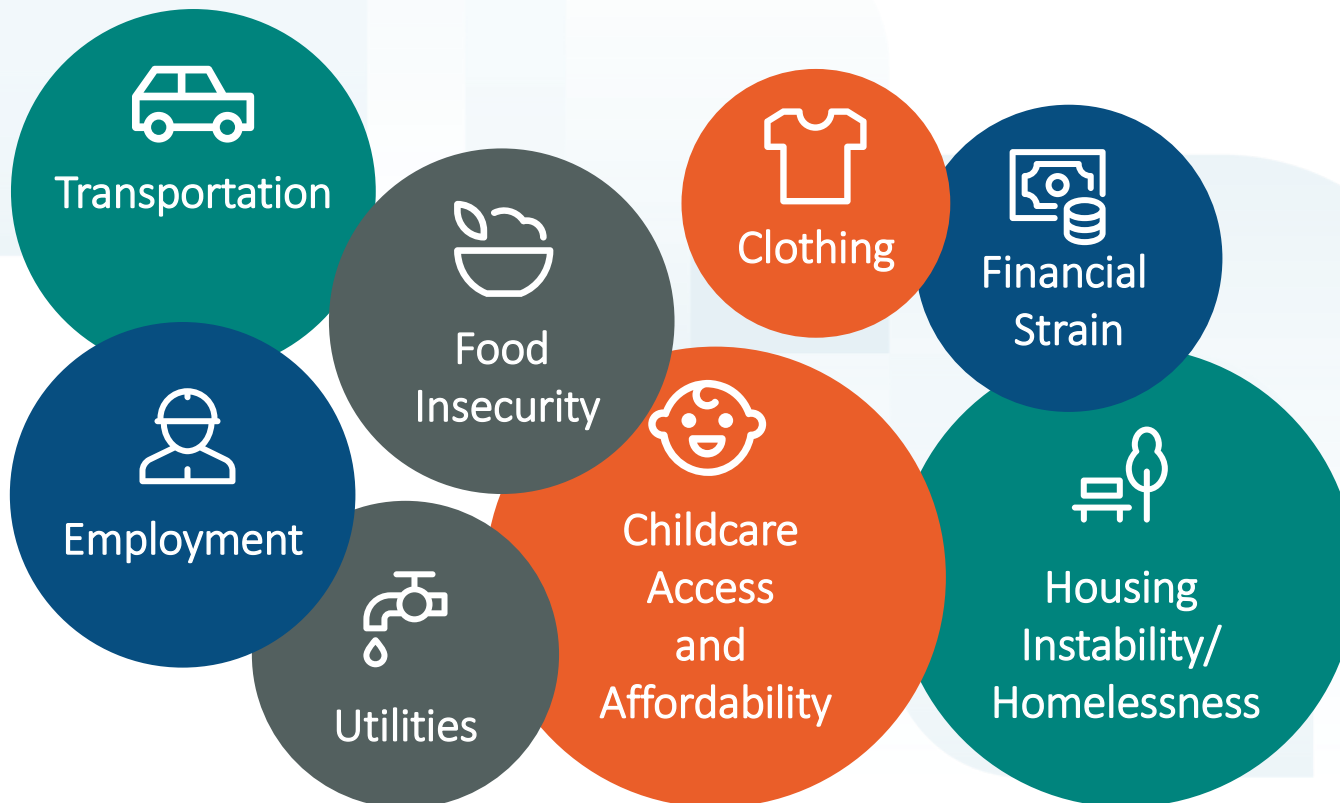 Transportation
Clothing
Financial
Strain
Food
Insecurity
Employment
Childcare
Access
and
Affordability
Housing
Instability/
Homelessness
Utilities